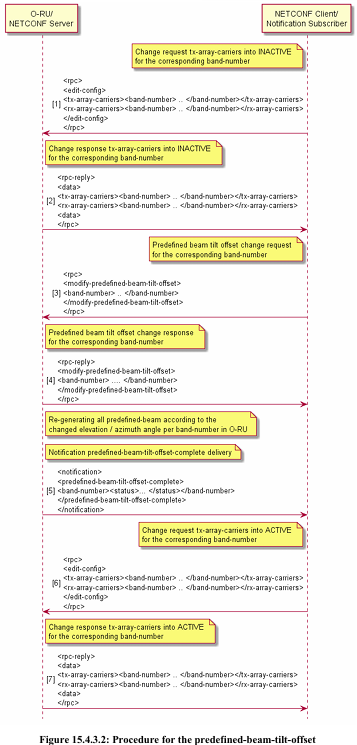 O-RU/
NETCONF Server
NETCONF Client/
Notification Subscriber
Change request tx-array-carriers into INACTIVE
for the corresponding band-number
[1]
<rpc>
<edit-config>
<tx-array-carriers><band-number> .. </band-number></tx-array-carriers>
<rx-array-carriers><band-number> .. </band-number></rx-array-carriers>
</edit-config>
</rpc>
Change response tx-array-carriers into INACTIVE
for the corresponding band-number
[2]
<rpc-reply>
<data>
<tx-array-carriers><band-number> .. </band-number></tx-array-carriers>
<rx-array-carriers><band-number> .. </band-number></rx-array-carriers>
<data>
</rpc>
Predefined beam tilt offset change request
for the corresponding band-number
[3]
<rpc>
<modify-predefined-beam-tilt-offset>
<band-number> .. </band-number>
</modify-predefined-beam-tilt-offset>
</rpc>
Predefined beam tilt offset change response
for the corresponding band-number
[4]
<rpc-reply>
<modify-predefined-beam-tilt-offset>
<band-number> .... </band-number>
</modify-predefined-beam-tilt-offset>
</rpc>
Re-generating all predefined-beam according to the
changed elevation / azimuth angle per band-number in O-RU
Notification predefined-beam-tilt-offset-complete delivery
[5]
<notification>
<predefined-beam-tilt-offset-complete>
<band-number><status>... </status></band-number>
</predefined-beam-tilt-offset-complete>
</notification>
Change request tx-array-carriers into ACTIVE
for the corresponding band-number
[6]
<rpc>
<edit-config>
<tx-array-carriers><band-number> .. </band-number></tx-array-carriers>
<rx-array-carriers><band-number> .. </band-number></rx-array-carriers>
</edit-config>
</rpc>
Change response tx-array-carriers into ACTIVE
for the corresponding band-number
[7]
<rpc-reply>
<data>
<tx-array-carriers><band-number> .. </band-number></tx-array-carriers>
<rx-array-carriers><band-number> .. </band-number></rx-array-carriers>
<data>
</rpc>
Figure 15.4.3.2: Procedure for the predefined-beam-tilt-offset